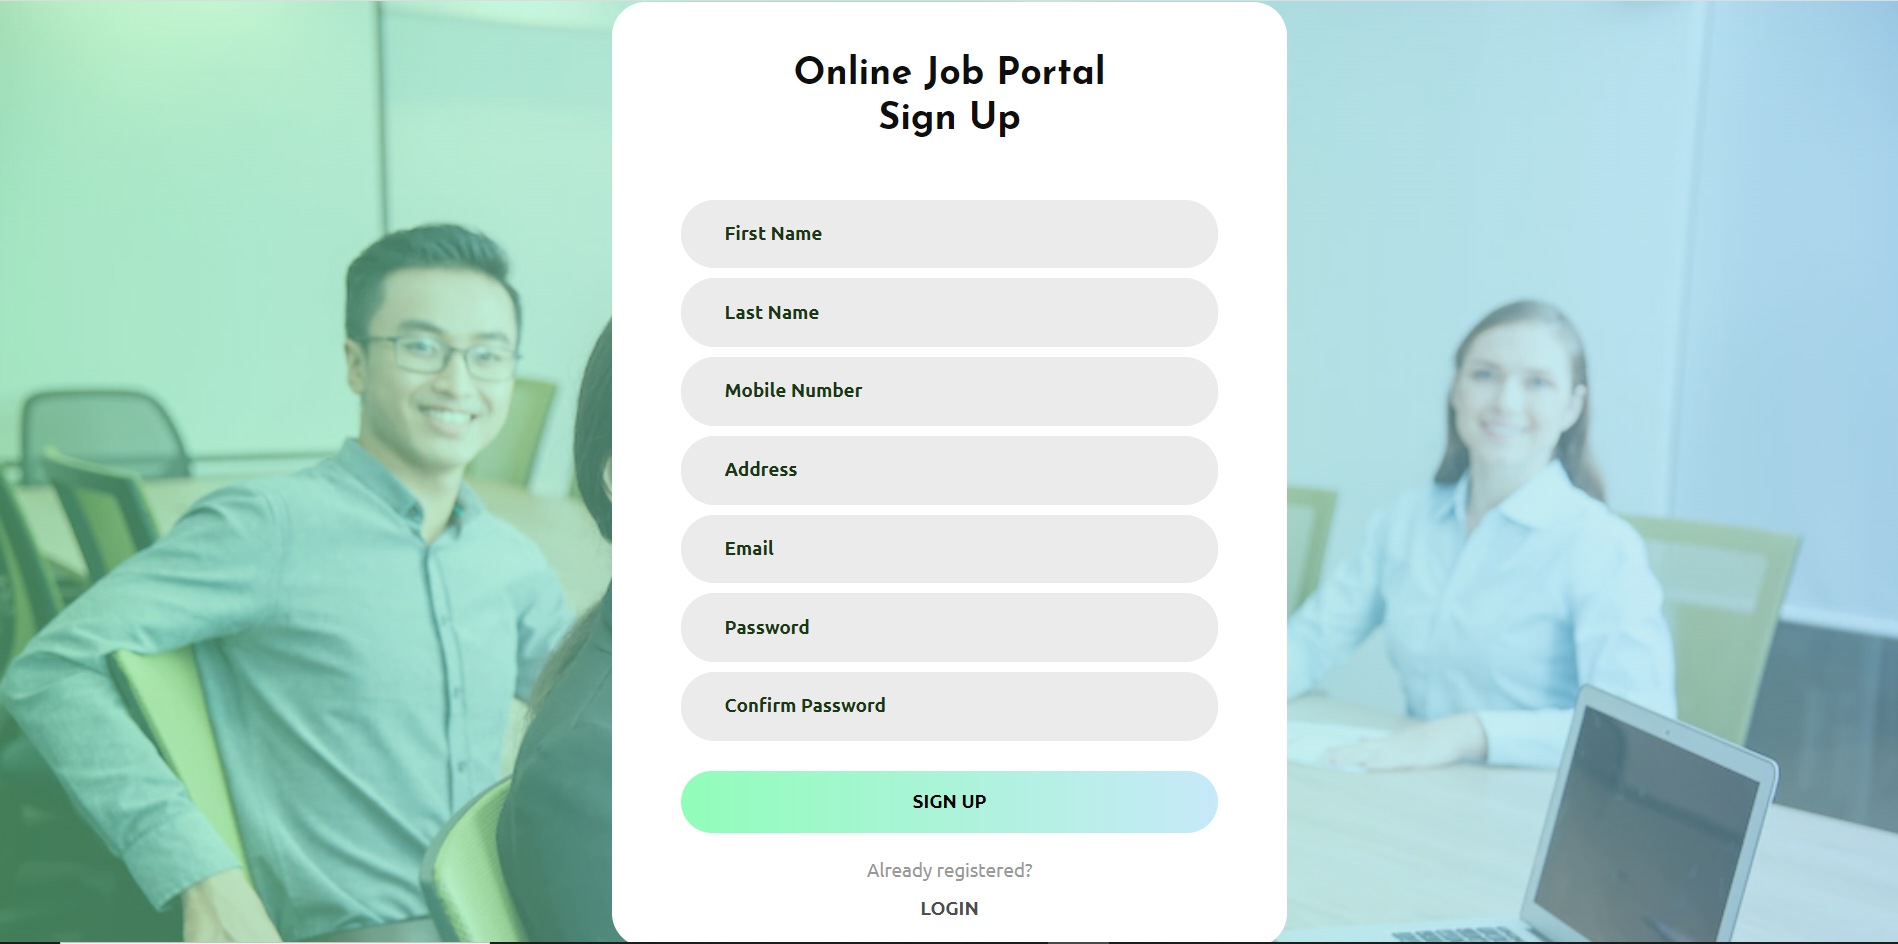 Online Job Portal
Sign Up
First Name
Last Name
Mobile Number
Address
Email
Password
Confirm Password
SIGN UP
Already registered?
LOGIN